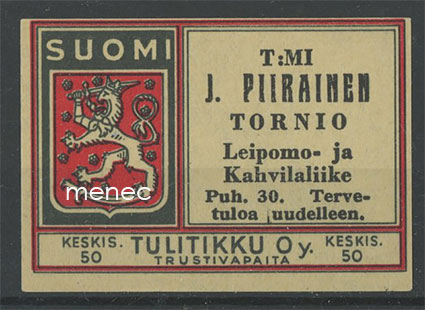 SUOMI
menec
T:MI
J. PIIRAINEN
TORNIO
Leipomo- ja
Kahvilaliike
Puh. 30. Terve-
tuloa uudelleen.
KESKIS. 50
TULITIKKU Oy.
TRUSTIVAPAITA
KESKIS. 50